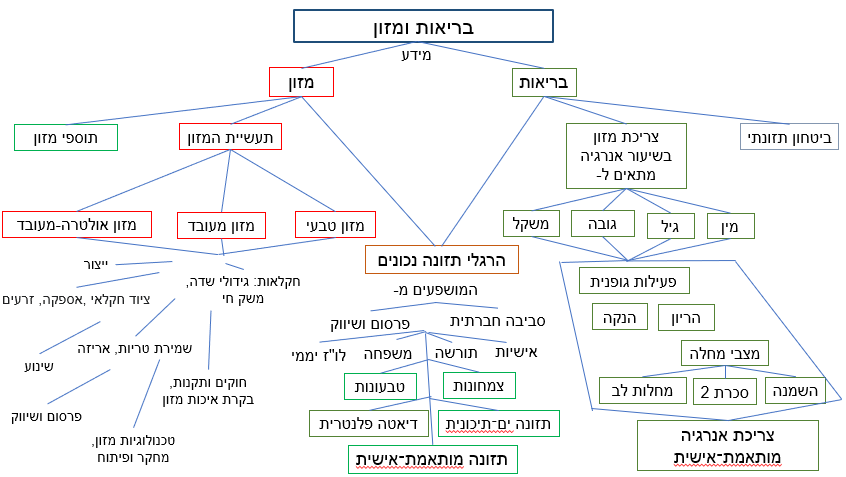 בריאות ומזון
מידע
בריאות
מזון
ביטחון תזונתי
צריכת מזון
בשיעור אנרגיה
מתאים ל-
תעשיית המזון
תוספי מזון
מין
גיל
גובה
משקל
מזון טבעי
מזון מעובד
מזון אולטרה-מעובד
הרגלי תזונה נכונים
המושפעים מ-
סביבה חברתית
פרסום ושיווק
אישיות
תורשה
משפחה
לו"ז יממי
צמחונות
טבעונות
תזונה ים־תיכונית
דיאטה פלנטרית
תזונה מותאמת־אישית
פעילות גופנית
הריון
הנקה
מצבי מחלה
השמנה
סכרת 2
מחלות לב
צריכת אנרגיה
מותאמת־אישית
ייצור
חקלאות: גידולי שדה,
משק חי
ציוד חקלאי ,אספקה, זרעים
שמירת טריות, אריזה
שינוע
חוקים ותקנות,
בקרת איכות מזון
פרסום ושיווק
טכנולוגיות מזון,
מחקר ופיתוח